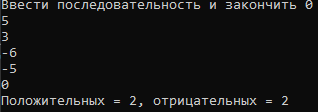 Ввести последовательность и закончить 0
5
3
-6
-5
0
Положительных = 2, отрицательных = 2